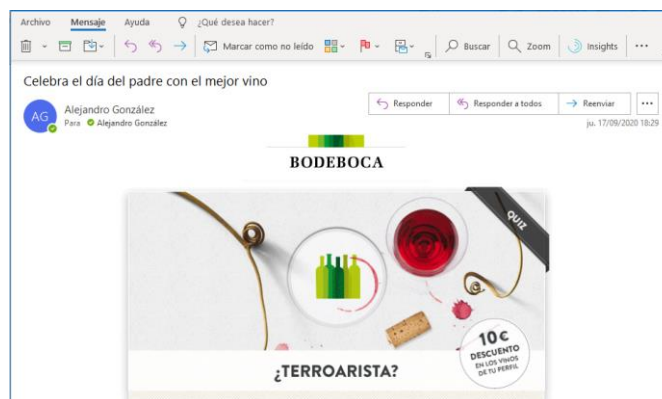 Archivo Mensaje Ayuda ¿Qué desea hacer?
Marcar como no leído Buscar Zoom Insights
Celebra el día del padre con el mejor vino
AG
Alejandro González
Para Alejandro González
Responder Responder a todos Reenviar
ju. 17/09/2020 18:29
BODEBOCA
QUIZ
10€
DESCUENTO
EN LOS VINOS
DE TU PERFIL
¿TERROARISTA?